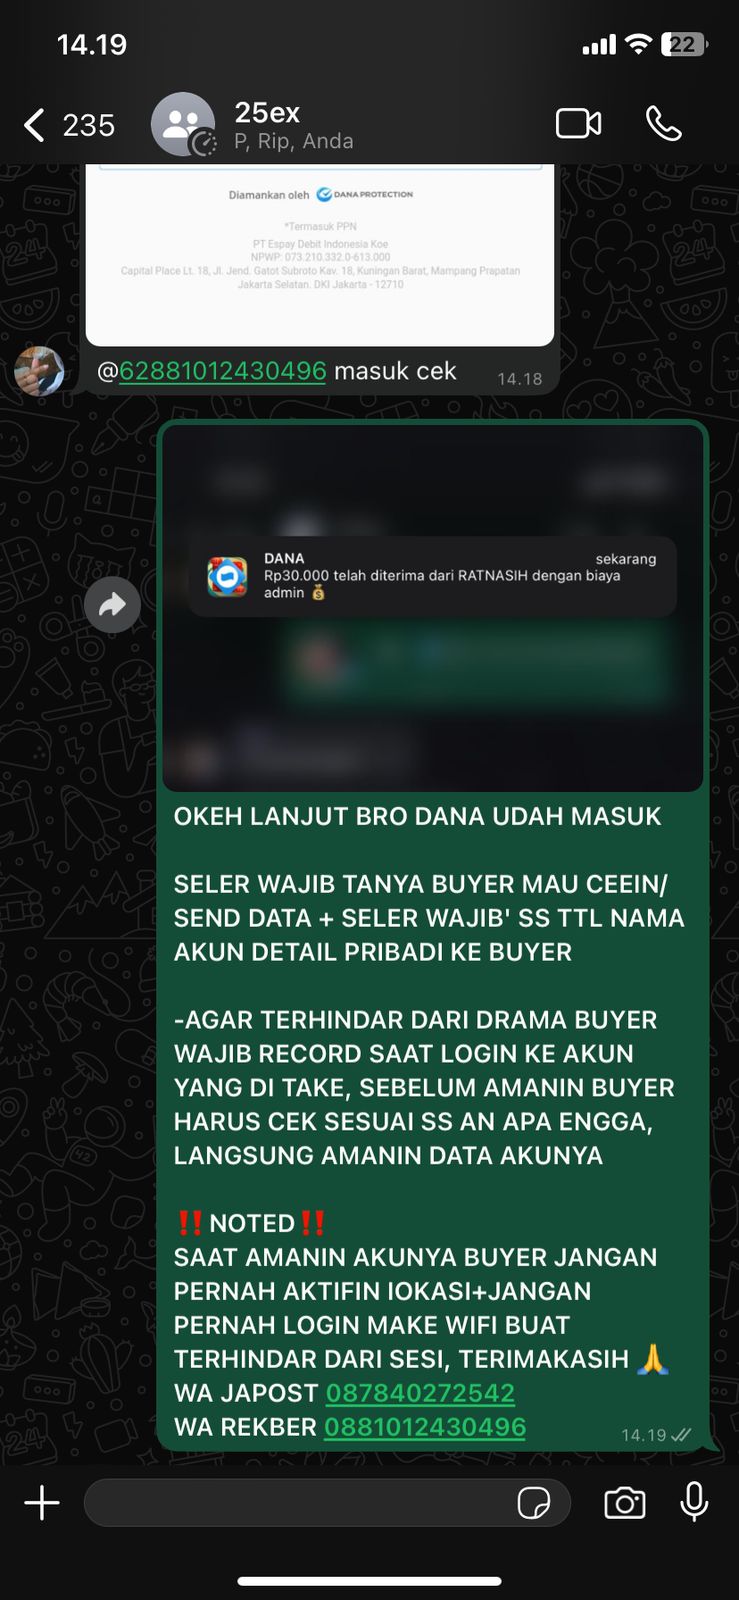 14.19
22
235
25ex
P, Rip, Anda
Diamankan oleh DANA PROTECTION
*Termasuk PPN
PT Espay Debit Indonesia Koe
NPWP: 073.210.332.0-613.000
Capital Place Lt. 18, Jl. Jend. Gatot Subroto Kav. 18, Kuningan Barat, Mampang Prapatan
Jakarta Selatan. DKI Jakarta - 12710
@62881012430496 masuk cek
14.18
DANA
sekarang
Rp30.000 telah diterima dari RATNASIH dengan biaya
admin 💰
OKEH LANJUT BRO DANA UDAH MASUK
SELER WAJIB TANYA BUYER MAU CEEIN/
SEND DATA + SELER WAJIB' SS TTL NAMA
AKUN DETAIL PRIBADI KE BUYER
-AGAR TERHINDAR DARI DRAMA BUYER
WAJIB RECORD SAAT LOGIN KE AKUN
YANG DI TAKE, SEBELUM AMANIN BUYER
HARUS CEK SESUAI SS AN APA ENGGA,
LANGSUNG AMANIN DATA AKUNYA
‼️NOTED‼️
SAAT AMANIN AKUNYA BUYER JANGAN
PERNAH AKTIFIN lOKASI+JANGAN
PERNAH LOGIN MAKE WIFI BUAT
TERHINDAR DARI SESI, TERIMAKASIH 🙏
WA JAPOST 087840272542
WA REKBER 0881012430496
14.19